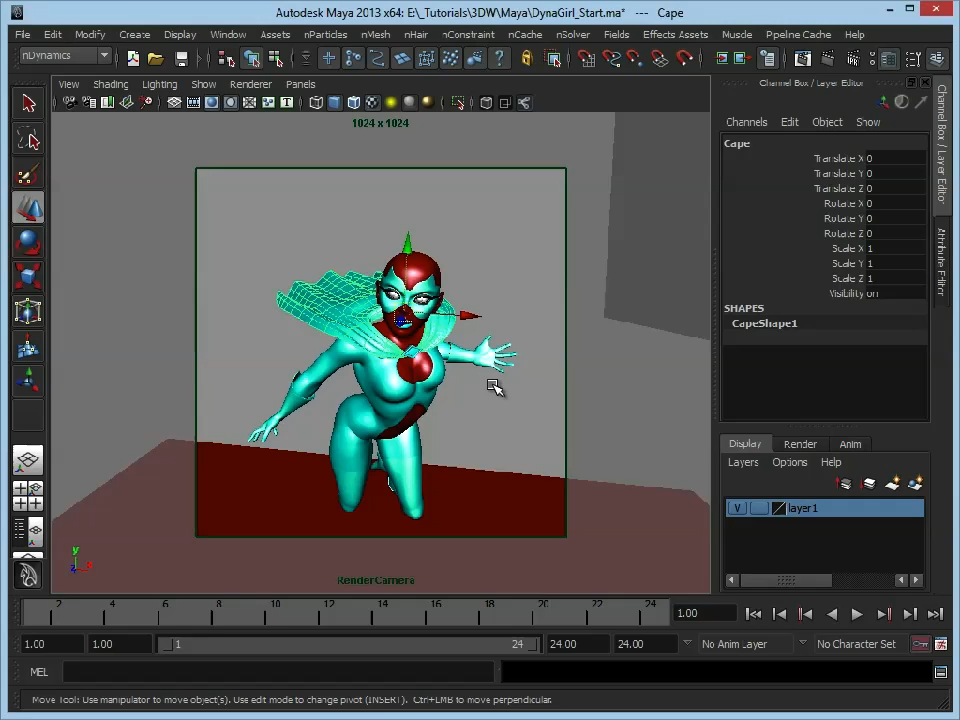 Autodesk Maya 2013 x64: E:\_Tutorials\3DW\Maya\DynaGirl_Start.ma* --- Cape
File Edit Modify Create Display Window Assets nParticles nMesh nHair nConstraint nCache nSolver Fields Effects Assets Muscle Pipeline Cache Help
nDynamics
View Shading Lighting Show Renderer Panels
Channel Box / Layer Editor
Channels Edit Object Show
1024 x 1024
Cape
Translate X 0
Translate Y 0
Translate Z 0
Rotate X 0
Rotate Y 0
Rotate Z 0
Scale X 1
Scale Y 1
Scale Z 1
Visibility on
SHAPES
CapeShape1
Channel Box / Layer Editor
Attribute Editor
Display Render Anim
Layers Options Help
V layer1
y
x
z
RenderCamera
2 4 6 8 10 12 14 16 18 20 22 24
1.00
1.00 1.00 1 24 24.00 24.00 No Anim Layer No Character Set
MEL
Move Tool: Use manipulator to move object(s). Use edit mode to change pivot (INSERT). Ctrl+LMB to move perpendicular.